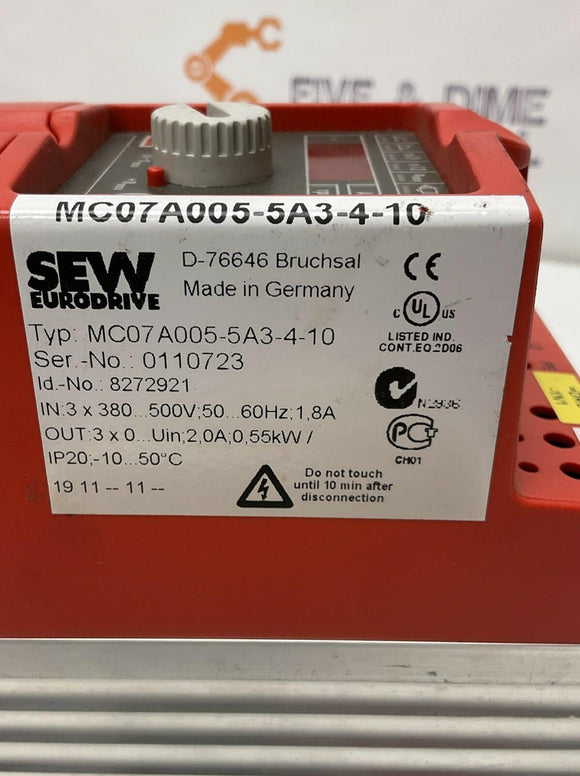 FIVE & DIME
MC07A005-5A3-4-10
SEW
EURODRIVE
D-76646 Bruchsal
Made in Germany
CE
c UL us
LISTED IND.
CONT.EQ.2D06
Typ: MC07A005-5A3-4-10
Ser.-No.: 0110723
Id.-No.: 8272921
IN:3 x 380...500V;50...60Hz;1,8A
OUT:3 x 0...Uin;2,0A;0,55kW /
IP20;-10...50°C
19 11 -- 11 --
N2936
CH01
Do not touch
until 10 min after
disconnection